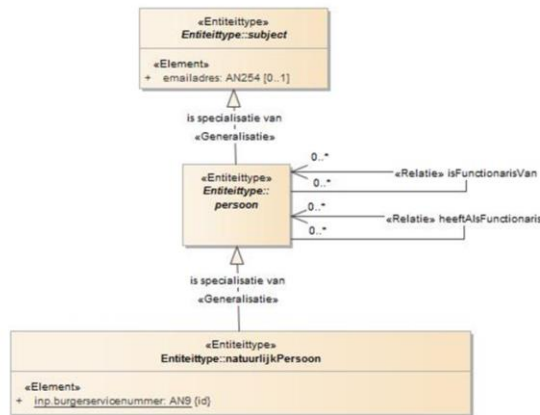 «Entiteittype»
Entiteittype::subject
«Element»
+ emailadres: AN254 [0..1]
is specialisatie van
«Generalisatie»
«Entiteittype»
Entiteittype::
persoon
0..*
«Relatie» isFunctionarisVan
0..*
0..*
«Relatie» heeftAlsFunctionaris
0..*
is specialisatie van
«Generalisatie»
«Entiteittype»
Entiteittype::natuurlijkPersoon
«Element»
+ inp.burgerservicenummer: AN9 {id}